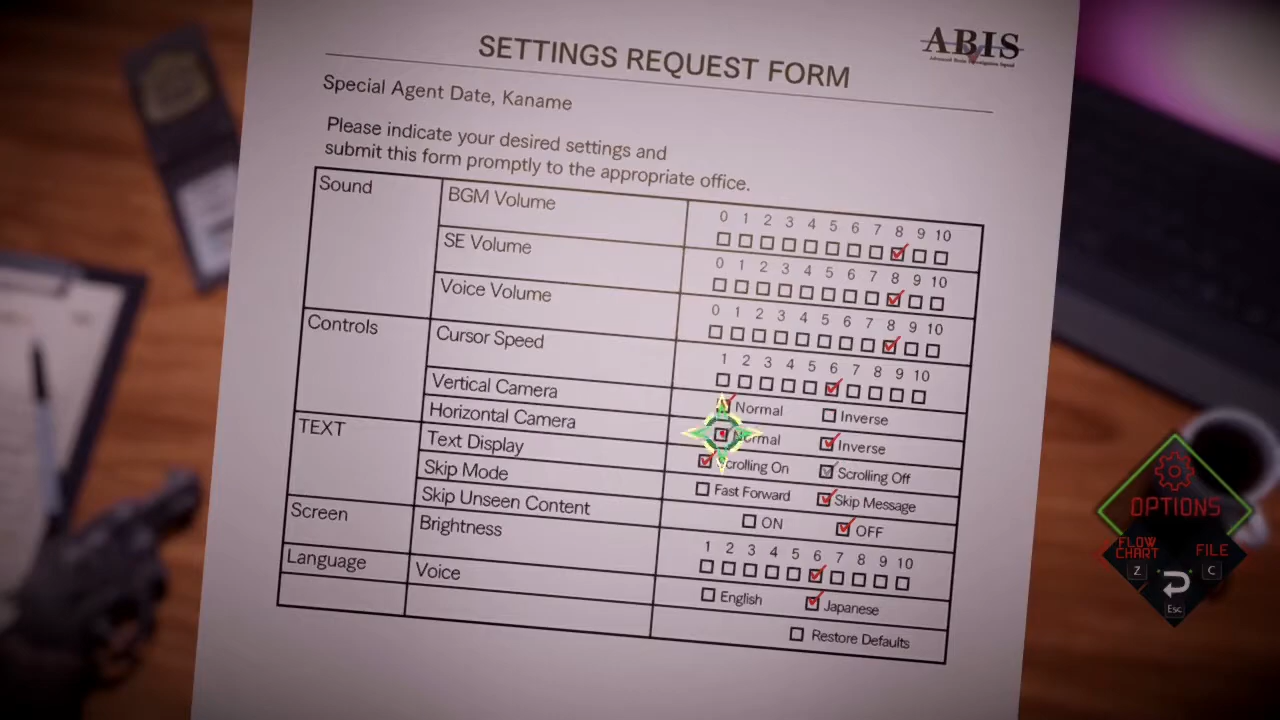 ABIS
SETTINGS REQUEST FORM
Special Agent Date, Kaname
Please indicate your desired settings and
submit this form promptly to the appropriate office.
Sound
BGM Volume
0 1 2 3 4 5 6 7 8 9 10
SE Volume
0 1 2 3 4 5 6 7 8 9 10
Voice Volume
0 1 2 3 4 5 6 7 8 9 10
Controls
Cursor Speed
1 2 3 4 5 6 7 8 9 10
Vertical Camera
Normal Inverse
Horizontal Camera
Normal Inverse
TEXT
Text Display
Scrolling On Scrolling Off
Skip Mode
Fast Forward Skip Message
Skip Unseen Content
ON OFF
Screen
Brightness
1 2 3 4 5 6 7 8 9 10
Language
Voice
English Japanese
Restore Defaults
OPTIONS
FLOW
CHART
Z
FILE
C
Esc